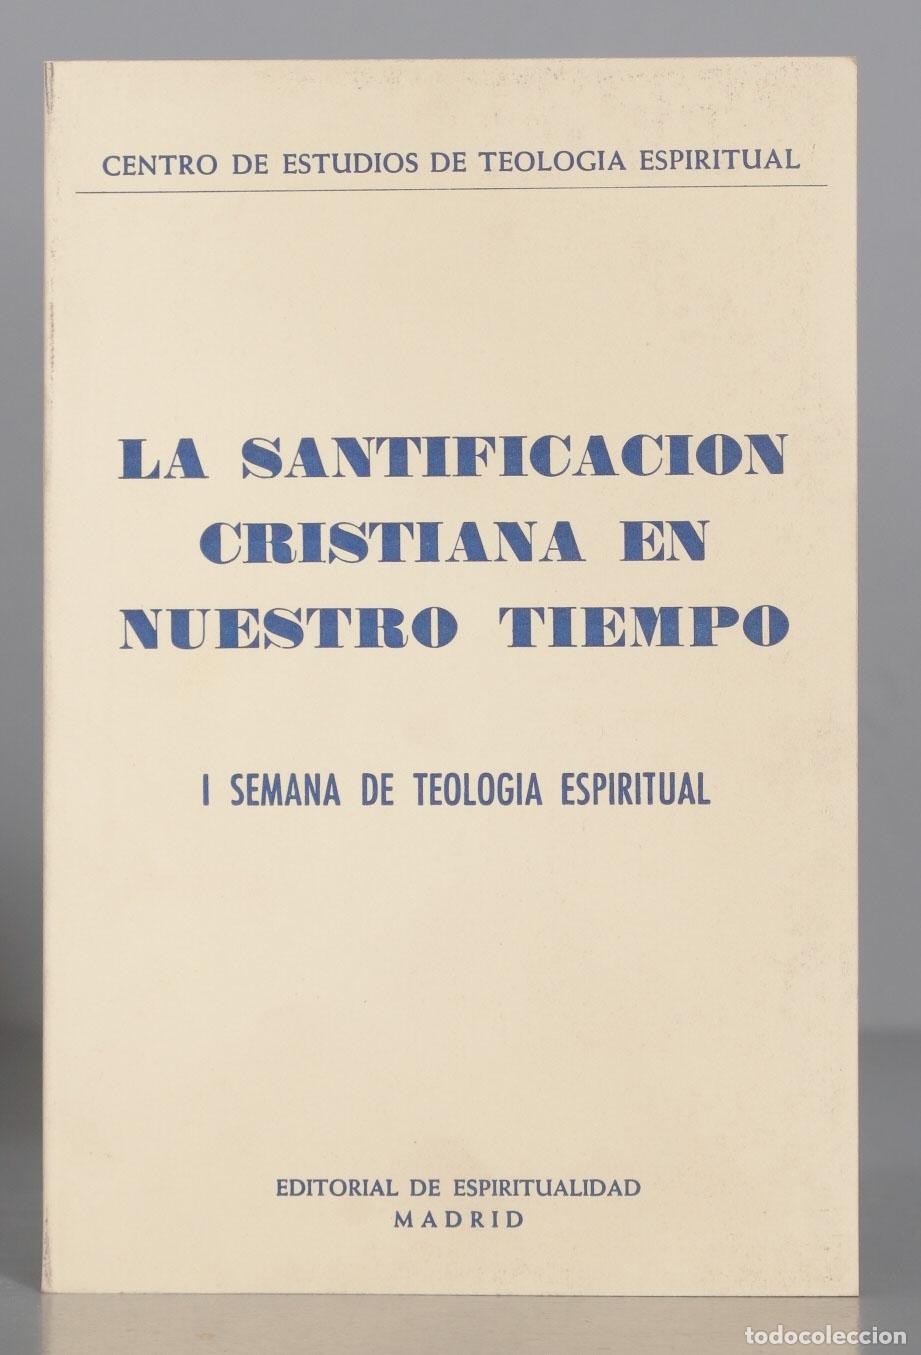 CENTRO DE ESTUDIOS DE TEOLOGIA ESPIRITUAL
LA SANTIFICACION
CRISTIANA EN
NUESTRO TIEMPO
I SEMANA DE TEOLOGIA ESPIRITUAL
EDITORIAL DE ESPIRITUALIDAD
MADRID
todocoleccion